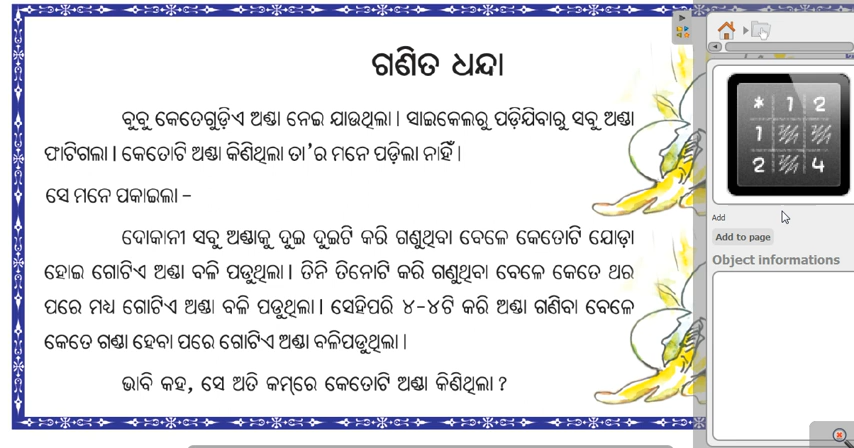 ଗଣିତ ଧନ୍ଦା
ବୁବୁ କେତେଗୁଡ଼ିଏ ଅଣ୍ଡା ନେଇ ଯାଉଥିଲା। ସାଇକେଲରୁ ପଡ଼ିଯିବାରୁ ସବୁ ଅଣ୍ଡା
ଫାଟିଗଲା। କେତୋଟି ଅଣ୍ଡା କିଣିଥିଲା ତା'ର ମନେ ପଡ଼ିଲା ନାହିଁ।
ସେ ମନେ ପକାଇଲା -
ଦୋକାନୀ ସବୁ ଅଣ୍ଡାକୁ ଦୁଇ ଦୁଇଟି କରି ଗଣୁଥିବା ବେଳେ କେତୋଟି ଯୋଡ଼ା
ହୋଇ ଗୋଟିଏ ଅଣ୍ଡା ବଳି ପଡୁଥିଲା। ତିନି ତିନୋଟି କରି ଗଣୁଥିବା ବେଳେ କେତେ ଥର
ପରେ ମଧ୍ୟ ଗୋଟିଏ ଅଣ୍ଡା ବଳି ପଡୁଥିଲା। ସେହିପରି ୪-୪ଟି କରି ଅଣ୍ଡା ଗଣିବା ବେଳେ
କେତେ ଗଣ୍ଡା ହେବା ପରେ ଗୋଟିଏ ଅଣ୍ଡା ବଳିପଡୁଥିଲା।
ଭାବି କହ, ସେ ଅତି କମ୍‌ରେ କେତୋଟି ଅଣ୍ଡା କିଣିଥିଲା ?
* 1 2
1
2 4
Add
Add to page
Object informations